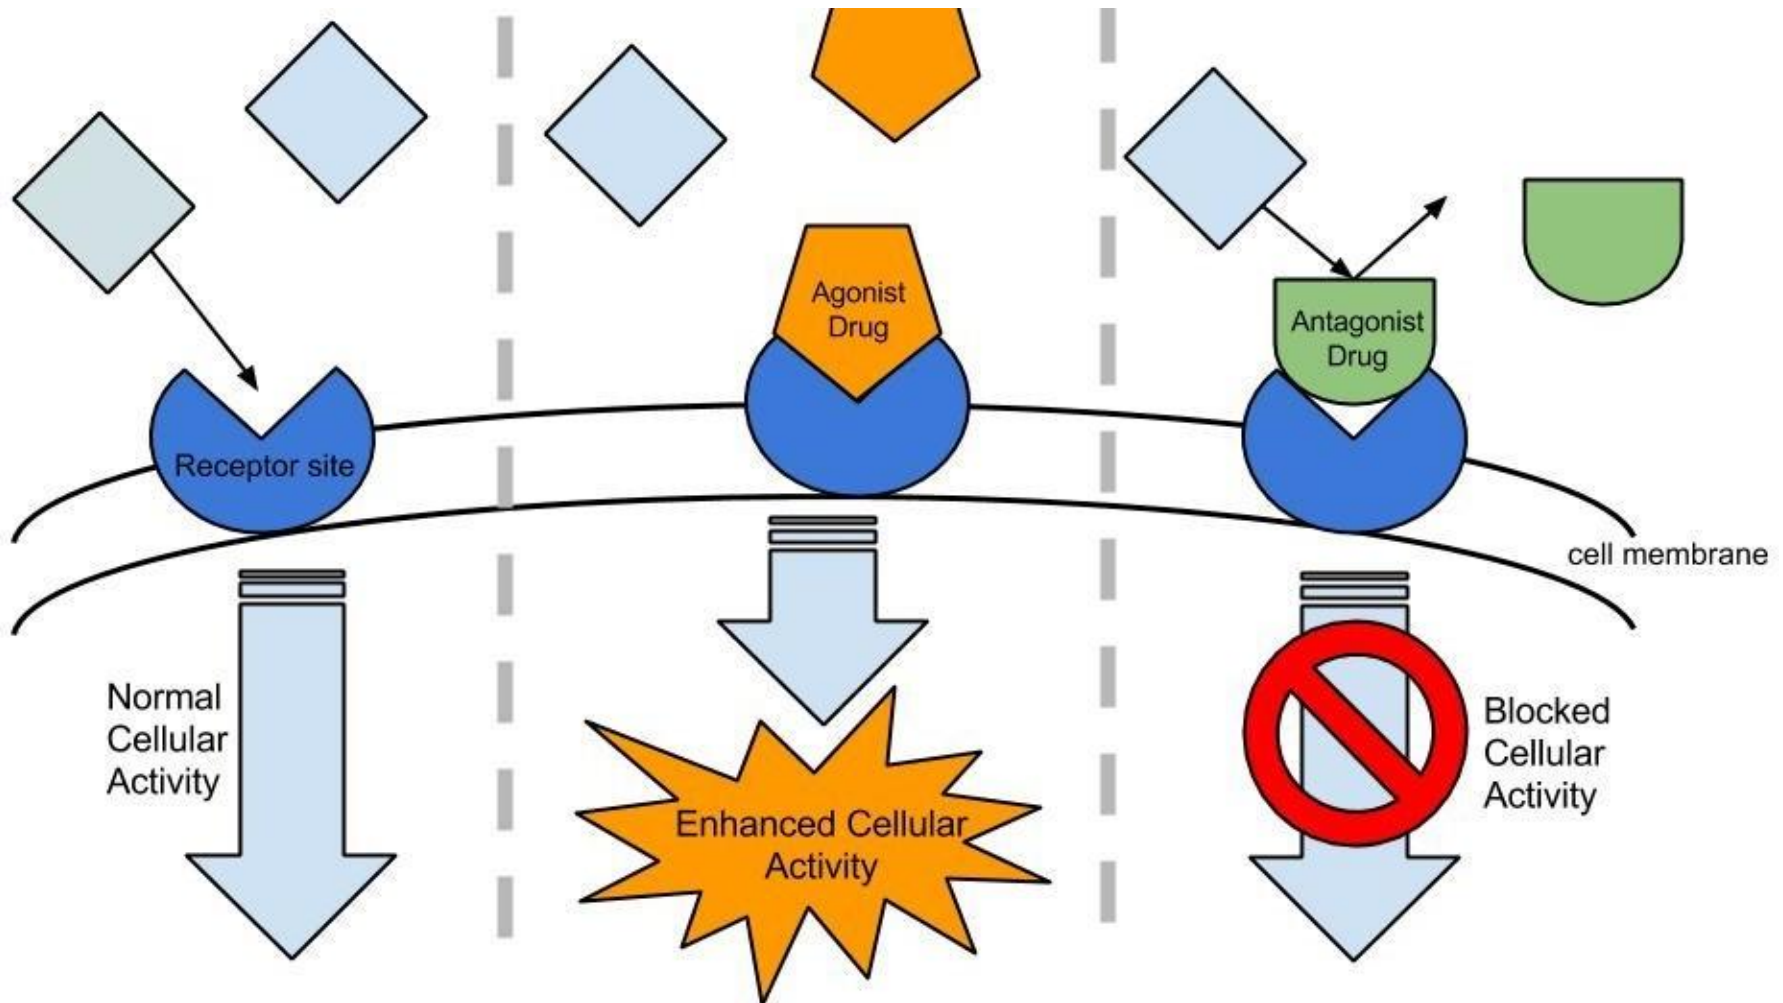 Receptor site
Normal
Cellular
Activity
Agonist
Drug
Enhanced Cellular
Activity
Antagonist
Drug
cell membrane
Blocked
Cellular
Activity